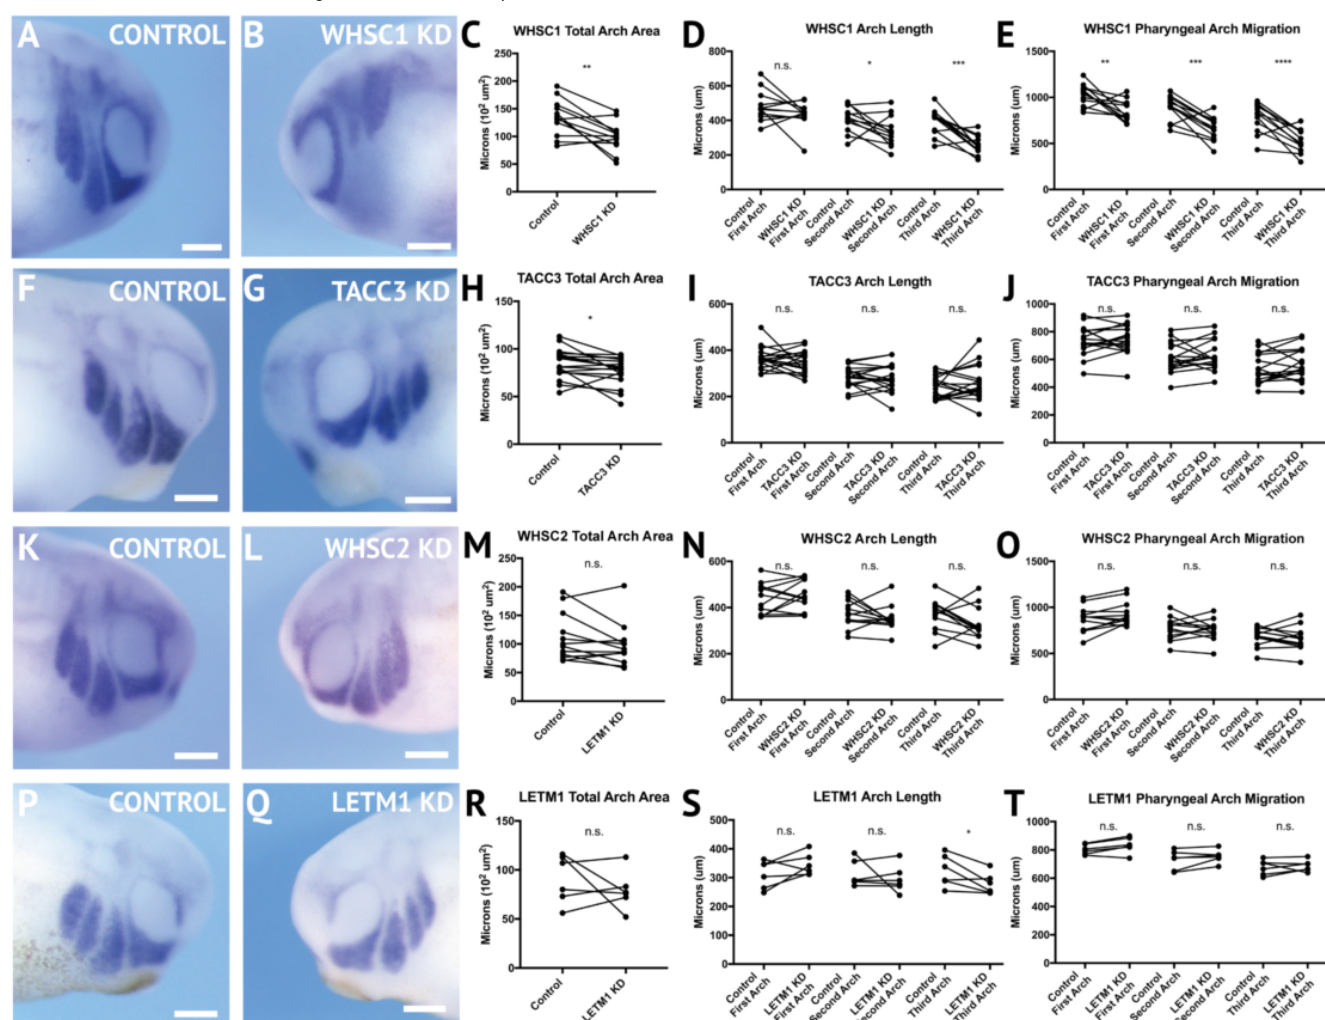 A CONTROL
B WHSC1 KD
C WHSC1 Total Arch Area
Microns (10² um²)
250
200
150
100
50
0
**
Control
WHSC1 KD
D WHSC1 Arch Length
Microns (um)
800
600
400
200
0
n.s. * ***
Control First Arch
WHSC1 KD First Arch
Control Second Arch
WHSC1 KD Second Arch
Control Third Arch
WHSC1 KD Third Arch
E WHSC1 Pharyngeal Arch Migration
Microns (um)
1500
1000
500
0
** *** ****
Control First Arch
WHSC1 KD First Arch
Control Second Arch
WHSC1 KD Second Arch
Control Third Arch
WHSC1 KD Third Arch
F CONTROL
G TACC3 KD
H TACC3 Total Arch Area
Microns (10² um²)
150
100
50
0
*
Control
TACC3 KD
I TACC3 Arch Length
Microns (um)
600
400
200
0
n.s. n.s. n.s.
Control First Arch
TACC3 KD First Arch
Control Second Arch
TACC3 KD Second Arch
Control Third Arch
TACC3 KD Third Arch
J TACC3 Pharyngeal Arch Migration
Microns (um)
1000
800
600
400
200
0
n.s. n.s. n.s.
Control First Arch
TACC3 KD First Arch
Control Second Arch
TACC3 KD Second Arch
Control Third Arch
TACC3 KD Third Arch
K CONTROL
L WHSC2 KD
M WHSC2 Total Arch Area
Microns (10² um²)
250
200
150
100
50
0
n.s.
Control
LETM1 KD
N WHSC2 Arch Length
Microns (um)
600
400
200
0
n.s. n.s. n.s.
Control First Arch
WHSC2 KD First Arch
Control Second Arch
WHSC2 KD Second Arch
Control Third Arch
WHSC2 KD Third Arch
O WHSC2 Pharyngeal Arch Migration
Microns (um)
1500
1000
500
0
n.s. n.s. n.s.
Control First Arch
WHSC2 KD First Arch
Control Second Arch
WHSC2 KD Second Arch
Control Third Arch
WHSC2 KD Third Arch
P CONTROL
Q LETM1 KD
R LETM1 Total Arch Area
Microns (10² um²)
150
100
50
0
n.s.
Control
LETM1 KD
S LETM1 Arch Length
Microns (um)
500
400
300
200
100
0
n.s. n.s. *
Control First Arch
LETM1 KD First Arch
Control Second Arch
LETM1 KD Second Arch
Control Third Arch
LETM1 KD Third Arch
T LETM1 Pharyngeal Arch Migration
Microns (um)
1000
800
600
400
200
0
n.s. n.s. n.s.
Control First Arch
LETM1 KD First Arch
Control Second Arch
LETM1 KD Second Arch
Control Third Arch
LETM1 KD Third Arch